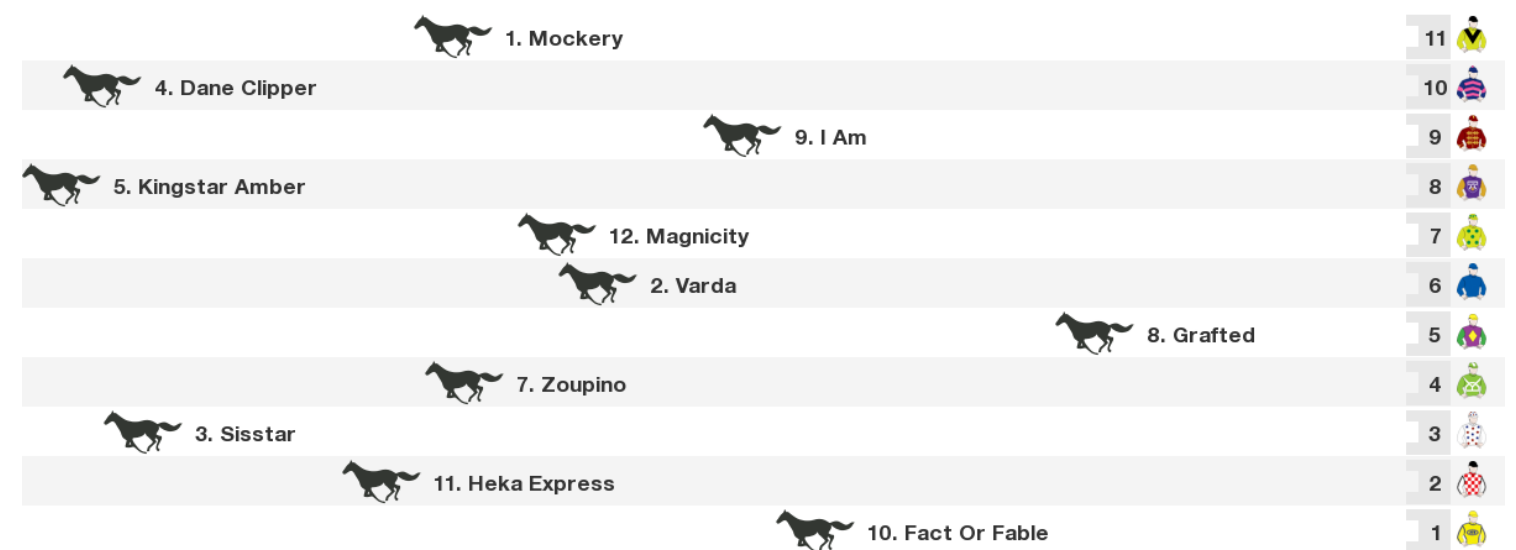 1. Mockery 11
4. Dane Clipper 10
9. I Am 9
5. Kingstar Amber 8
12. Magnicity 7
2. Varda 6
8. Grafted 5
7. Zoupino 4
3. Sisstar 3
11. Heka Express 2
10. Fact Or Fable 1